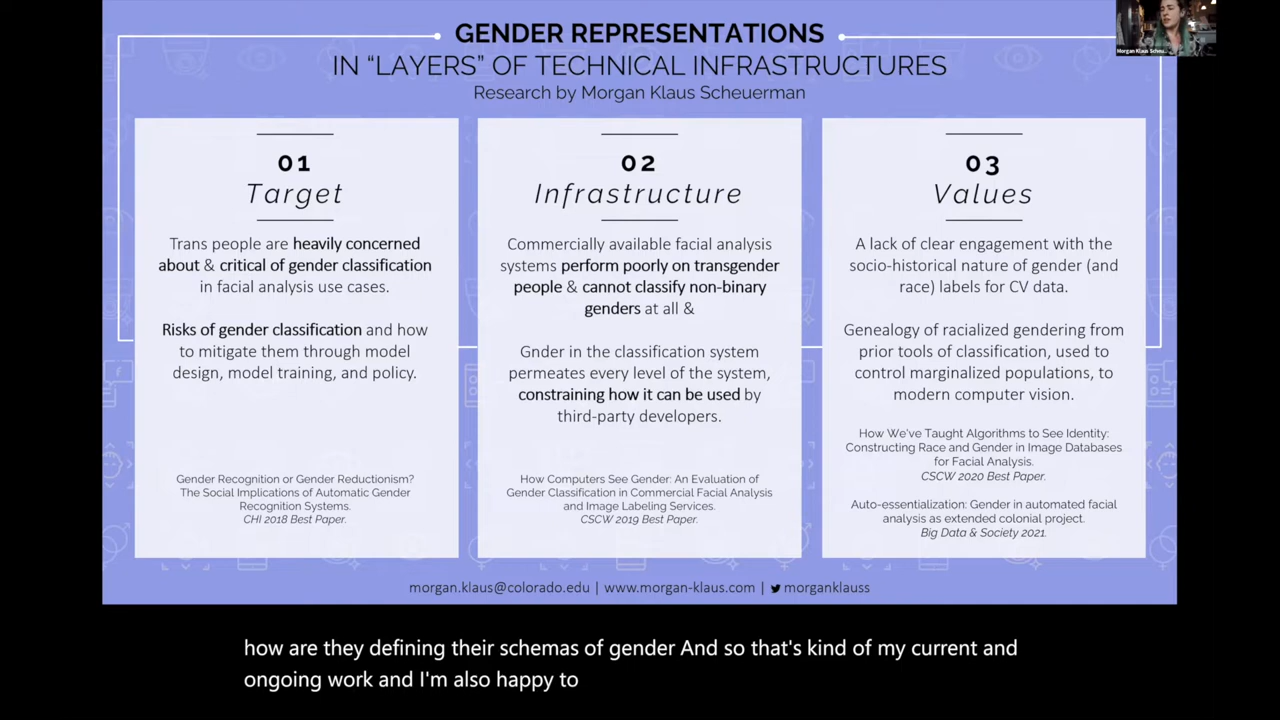 GENDER REPRESENTATIONS
IN “LAYERS” OF TECHNICAL INFRASTRUCTURES
Research by Morgan Klaus Scheuerman
Morgan Klaus Scheu...
01
Target
Trans people are heavily concerned
about & critical of gender classification
in facial analysis use cases.
Risks of gender classification and how
to mitigate them through model
design, model training, and policy.
Gender Recognition or Gender Reductionism?
The Social Implications of Automatic Gender
Recognition Systems.
CHI 2018 Best Paper.
02
Infrastructure
Commercially available facial analysis
systems perform poorly on transgender
people & cannot classify non-binary
genders at all &
Gnder in the classification system
permeates every level of the system,
constraining how it can be used by
third-party developers.
How Computers See Gender: An Evaluation of
Gender Classification in Commercial Facial Analysis
and Image Labeling Services.
CSCW 2019 Best Paper.
03
Values
A lack of clear engagement with the
socio-historical nature of gender (and
race) labels for CV data.
Genealogy of racialized gendering from
prior tools of classification, used to
control marginalized populations, to
modern computer vision.
How We've Taught Algorithms to See Identity:
Constructing Race and Gender in Image Databases
for Facial Analysis.
CSCW 2020 Best Paper.
Auto-essentialization: Gender in automated facial
analysis as extended colonial project.
Big Data & Society 2021.
morgan.klaus@colorado.edu | www.morgan-klaus.com | morganklauss
how are they defining their schemas of gender And so that's kind of my current and
ongoing work and I'm also happy to